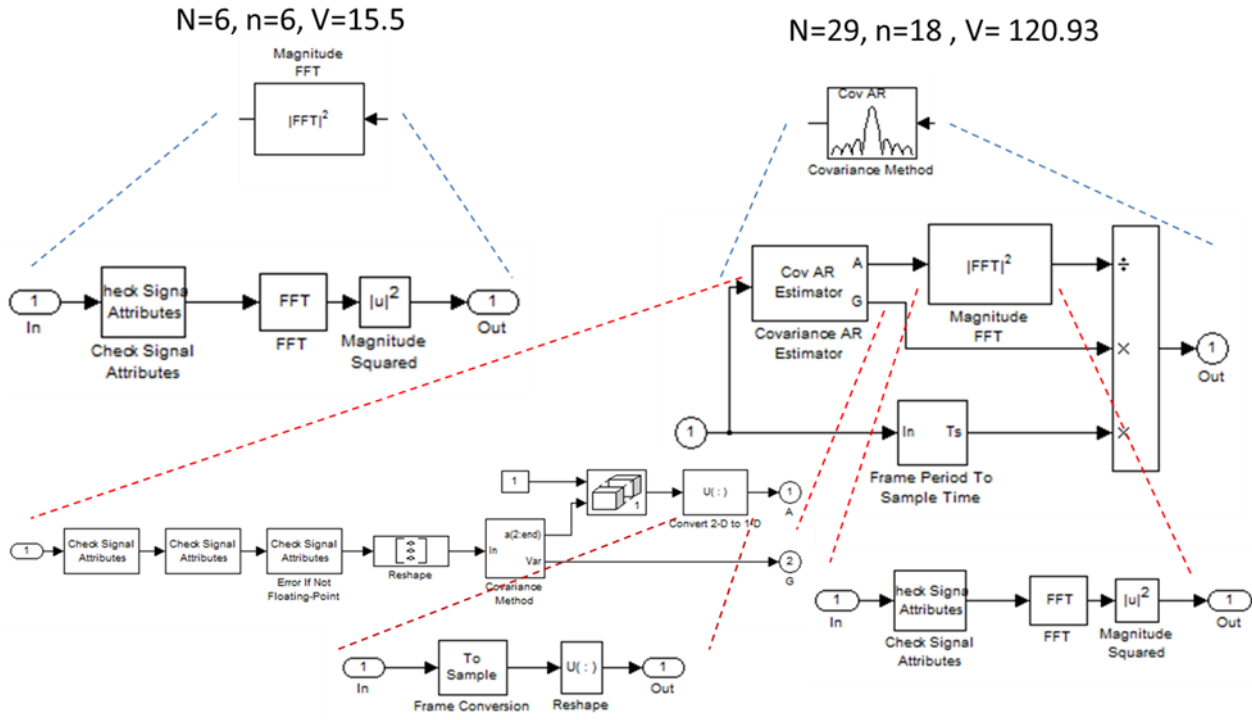 N=6, n=6, V=15.5
Magnitude
FFT
|FFT|²
1
In
heck Signa
Attributes
Check Signal
Attributes
FFT
FFT
|u|²
Magnitude
Squared
1
Out
N=29, n=18 , V= 120.93
Cov AR
Covariance Method
Cov AR
Estimator
A
G
Covariance AR
Estimator
|FFT|²
Magnitude
FFT
÷
×
×
1
Out
1
In
Ts
Frame Period To
Sample Time
1
Check Signal
Attributes
Check Signal
Attributes
Check Signal
Attributes
Error If Not
Floating-Point
Reshape
In
a(2:end)
Var
Covariance
Method
1
1
U( : )
Convert 2-D to 1-D
1
A
2
G
1
In
To
Sample
Frame Conversion
U( : )
Reshape
1
Out
1
In
heck Signa
Attributes
Check Signal
Attributes
FFT
FFT
|u|²
Magnitude
Squared
1
Out